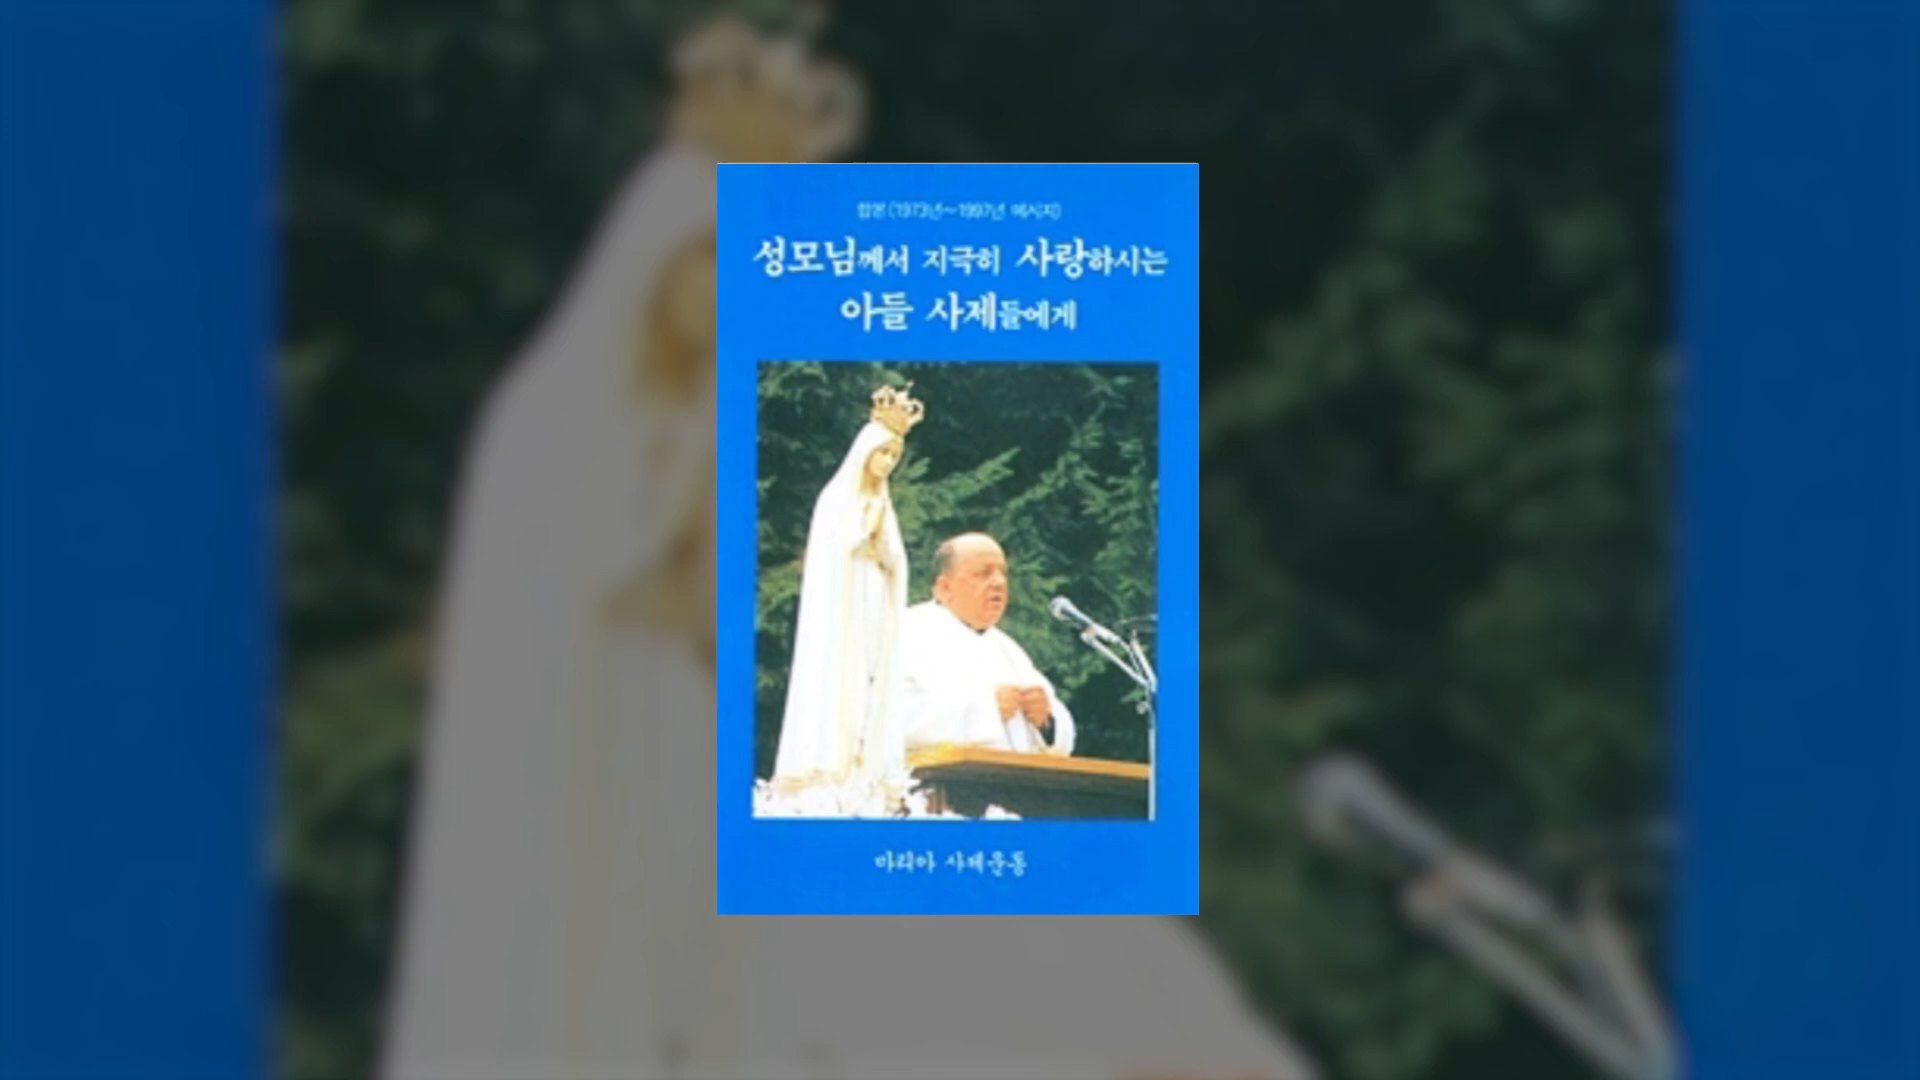 합본(1973년~1997년 메시지)
성모님께서 지극히 사랑하시는
아들 사제들에게
마리아 사제운동